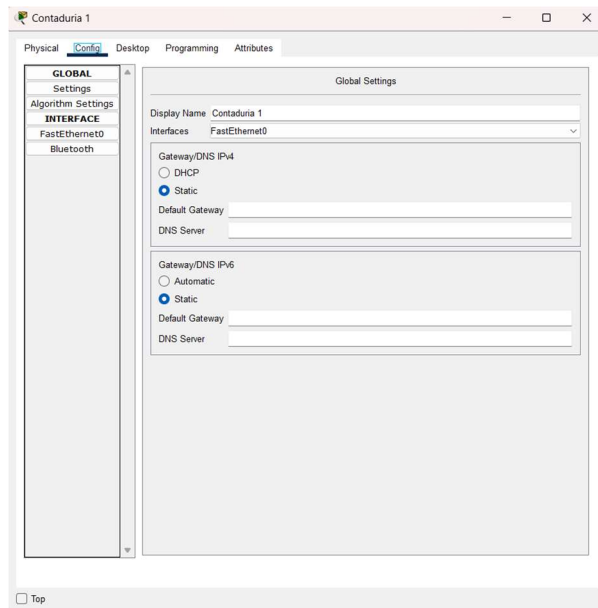 Contaduria 1
Physical Config Desktop Programming Attributes
GLOBAL
Settings
Algorithm Settings
INTERFACE
FastEthernet0
Bluetooth
Global Settings
Display Name Contaduria 1
Interfaces FastEthernet0
Gateway/DNS IPv4
DHCP
Static
Default Gateway
DNS Server
Gateway/DNS IPv6
Automatic
Static
Default Gateway
DNS Server
Top